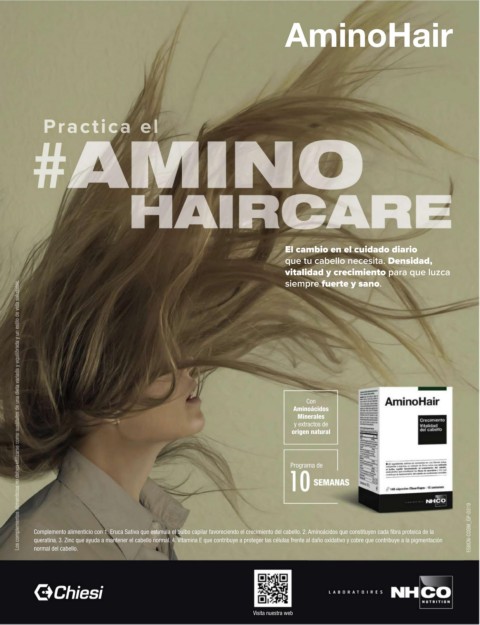 AminoHair
Practica el
#AMINO
HAIRCARE
El cambio en el cuidado diario
que tu cabello necesita. Densidad,
vitalidad y crecimiento para que luzca
siempre fuerte y sano.
Con
Aminoácidos
Minerales
y extractos de
origen natural
Programa de
10 SEMANAS
AminoHair
Crecimiento
Vitalidad
del cabello
NHCO
Complemento alimenticio con 1. Eruca Sativa que estimula el bulbo capilar favoreciendo el crecimiento del cabello. 2. Aminoácidos que constituyen cada fibra proteica de la
queratina. 3. Zinc que ayuda a mantener el cabello normal. 4. Vitamina E que contribuye a proteger las células frente al daño oxidativo y cobre que contribuye a la pigmentación
normal del cabello.
Chiesi
Visita nuestra web
LABORATOIRES NHCO
NUTRITION